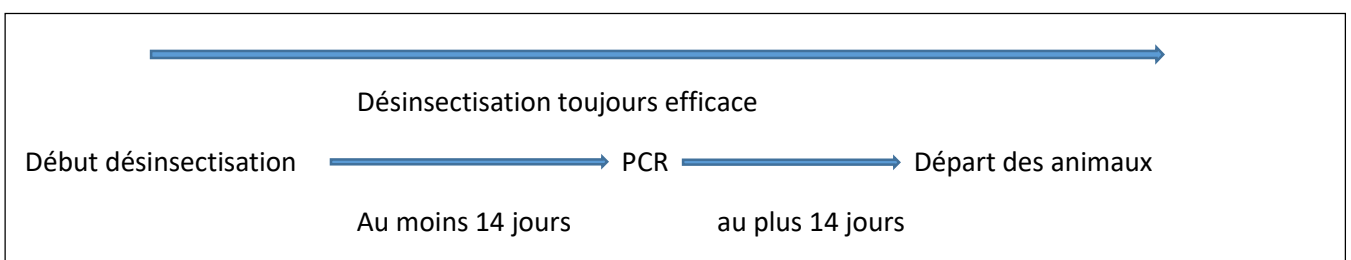 Désinsectisation toujours efficace
Début désinsectisation PCR Départ des animaux
Au moins 14 jours au plus 14 jours